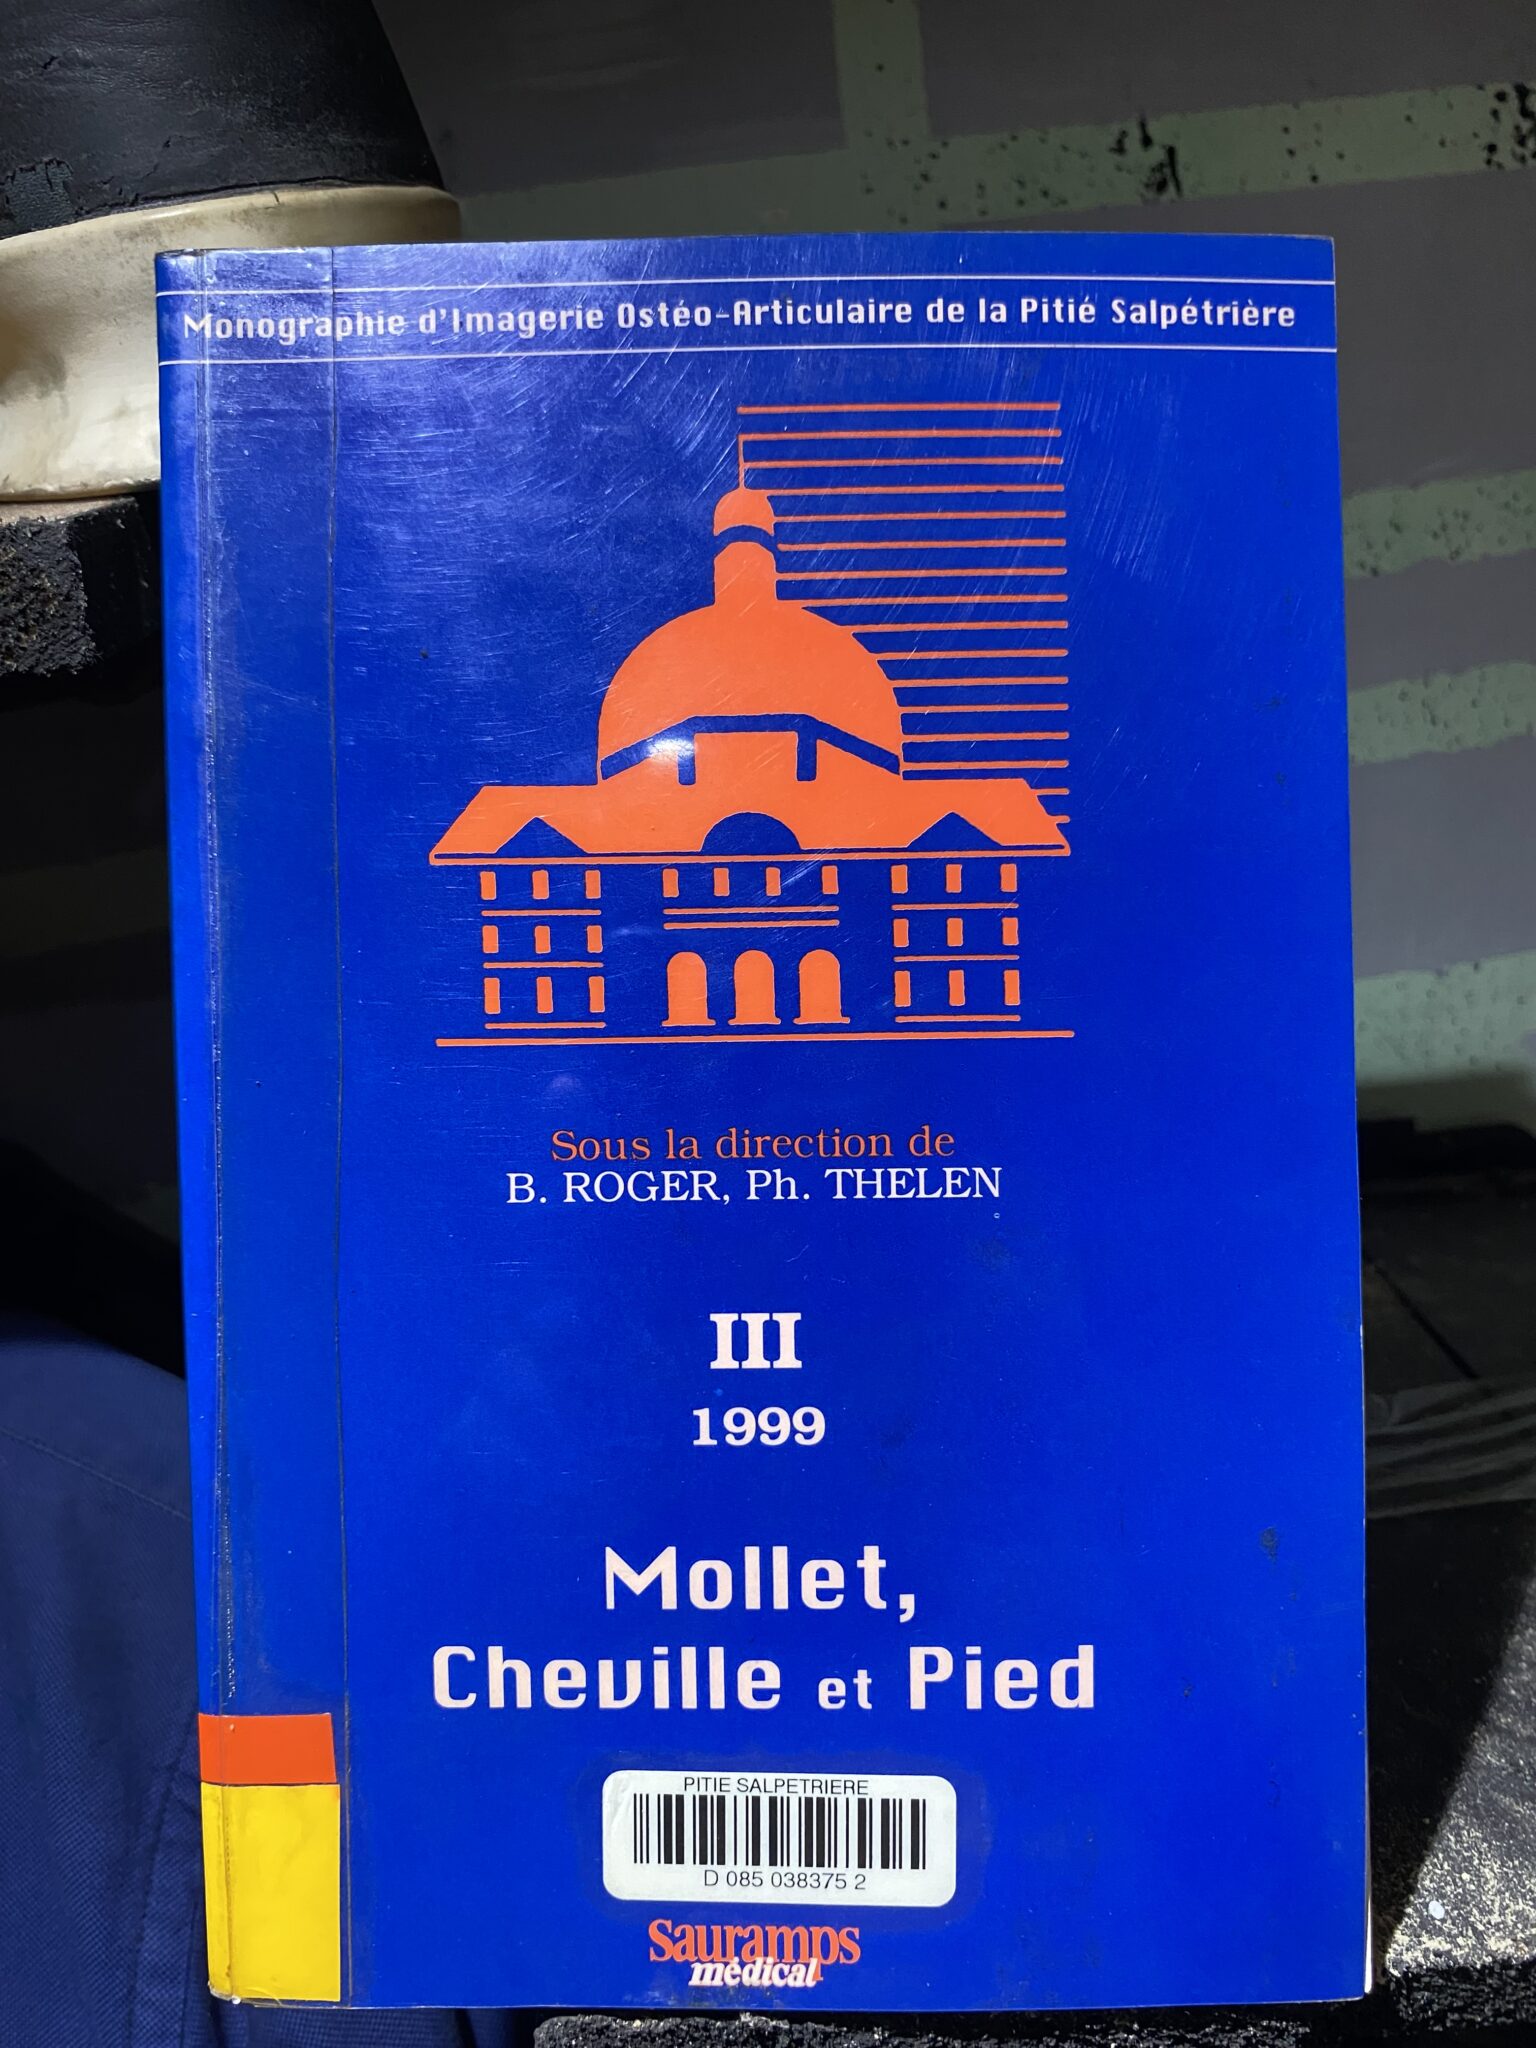 Monographie d'Imagerie Ostéo-Articulaire de la Pitié Salpétrière
Sous la direction de
B. ROGER, Ph. THELEN
III
1999
Mollet,
Cheville et Pied
PITIE SALPETRIERE
D 085 038375 2
Sauramps
médical